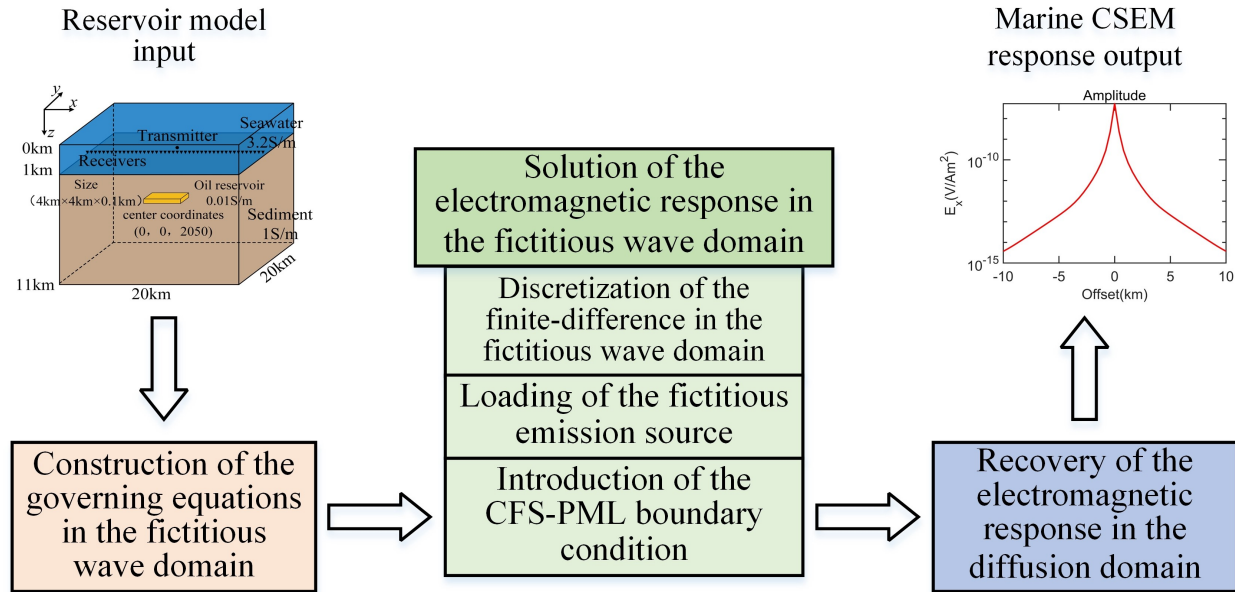 Reservoir model
input
y
x
z
0km
1km
11km
Transmitter
Receivers
Seawater
3.2S/m
Size
（4km×4km×0.1km）
Oil reservoir
0.01S/m
center coordinates
(0，0，2050)
Sediment
1S/m
20km
20km
Construction of the
governing equations
in the fictitious
wave domain
Solution of the
electromagnetic response in
the fictitious wave domain
Discretization of the
finite-difference in the
fictitious wave domain
Loading of the fictitious
emission source
Introduction of the
CFS-PML boundary
condition
Recovery of the
electromagnetic
response in the
diffusion domain
Marine CSEM
response output
Amplitude
E_x(V/Am²)
10⁻¹⁰
10⁻¹⁵
-10 -5 0 5 10
Offset(km)